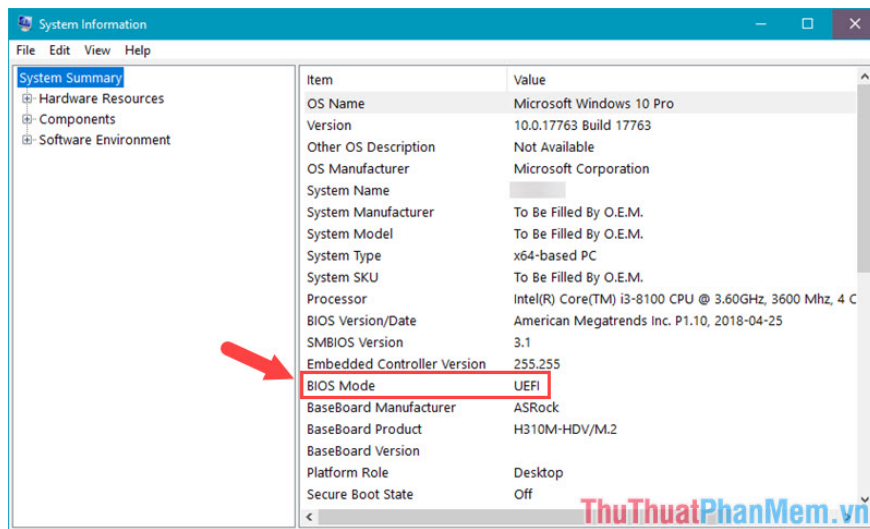 System Information
File Edit View Help
System Summary
Hardware Resources
Components
Software Environment
Item Value
OS Name Microsoft Windows 10 Pro
Version 10.0.17763 Build 17763
Other OS Description Not Available
OS Manufacturer Microsoft Corporation
System Name
System Manufacturer To Be Filled By O.E.M.
System Model To Be Filled By O.E.M.
System Type x64-based PC
System SKU To Be Filled By O.E.M.
Processor Intel(R) Core(TM) i3-8100 CPU @ 3.60GHz, 3600 Mhz, 4 C
BIOS Version/Date American Megatrends Inc. P1.10, 2018-04-25
SMBIOS Version 3.1
Embedded Controller Version 255.255
BIOS Mode UEFI
BaseBoard Manufacturer ASRock
BaseBoard Product H310M-HDV/M.2
BaseBoard Version
Platform Role Desktop
Secure Boot State Off
ThuThuatPhanMem.vn